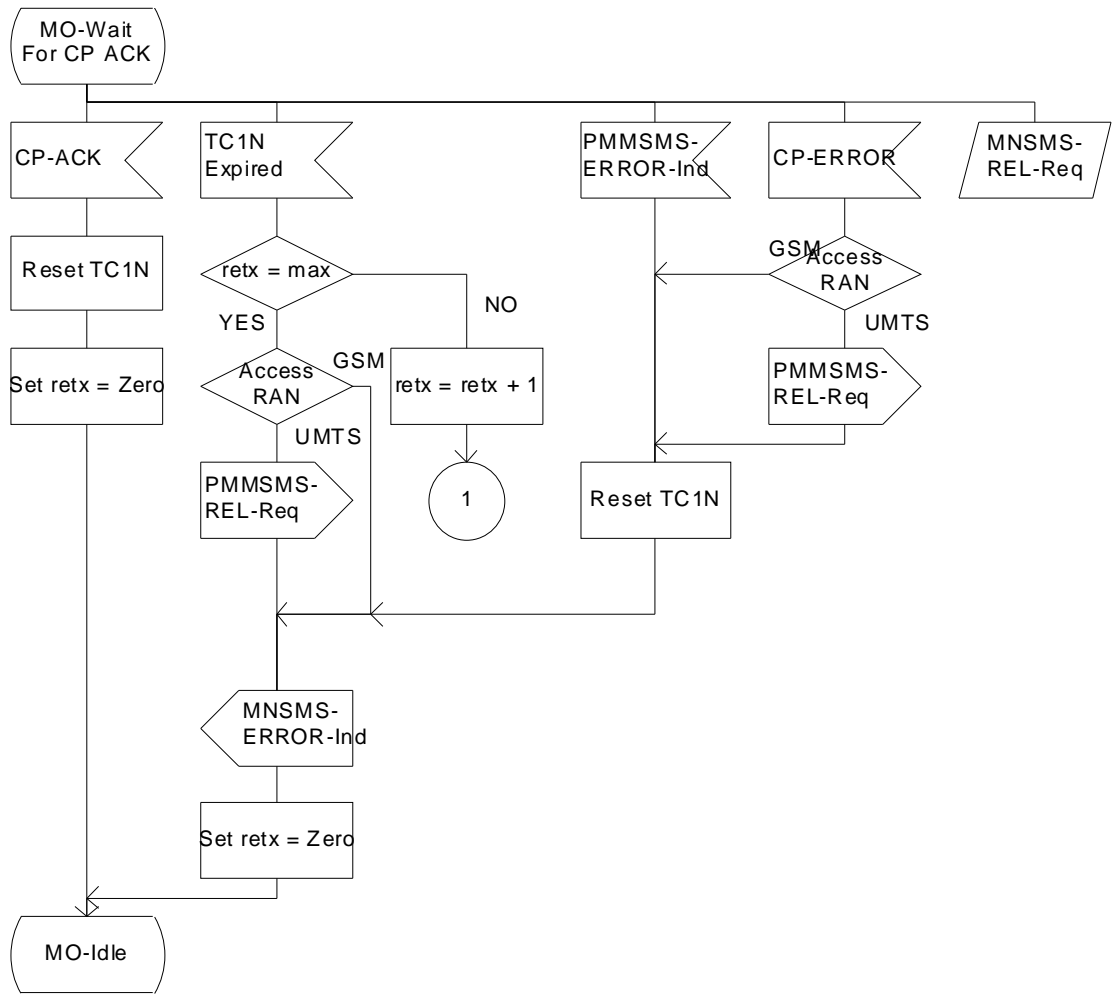 MO-Wait
For CP ACK
CP-ACK
TC1N
Expired
PMMSMS-
ERROR-Ind
CP-ERROR
MNSMS-
REL-Req
Reset TC1N
retx = max
GSM
Access
RAN
NO
YES
UMTS
Set retx = Zero
Access
RAN
GSM
retx = retx + 1
PMMSMS-
REL-Req
UMTS
PMMSMS-
REL-Req
1
Reset TC1N
MNSMS-
ERROR-Ind
Set retx = Zero
MO-Idle